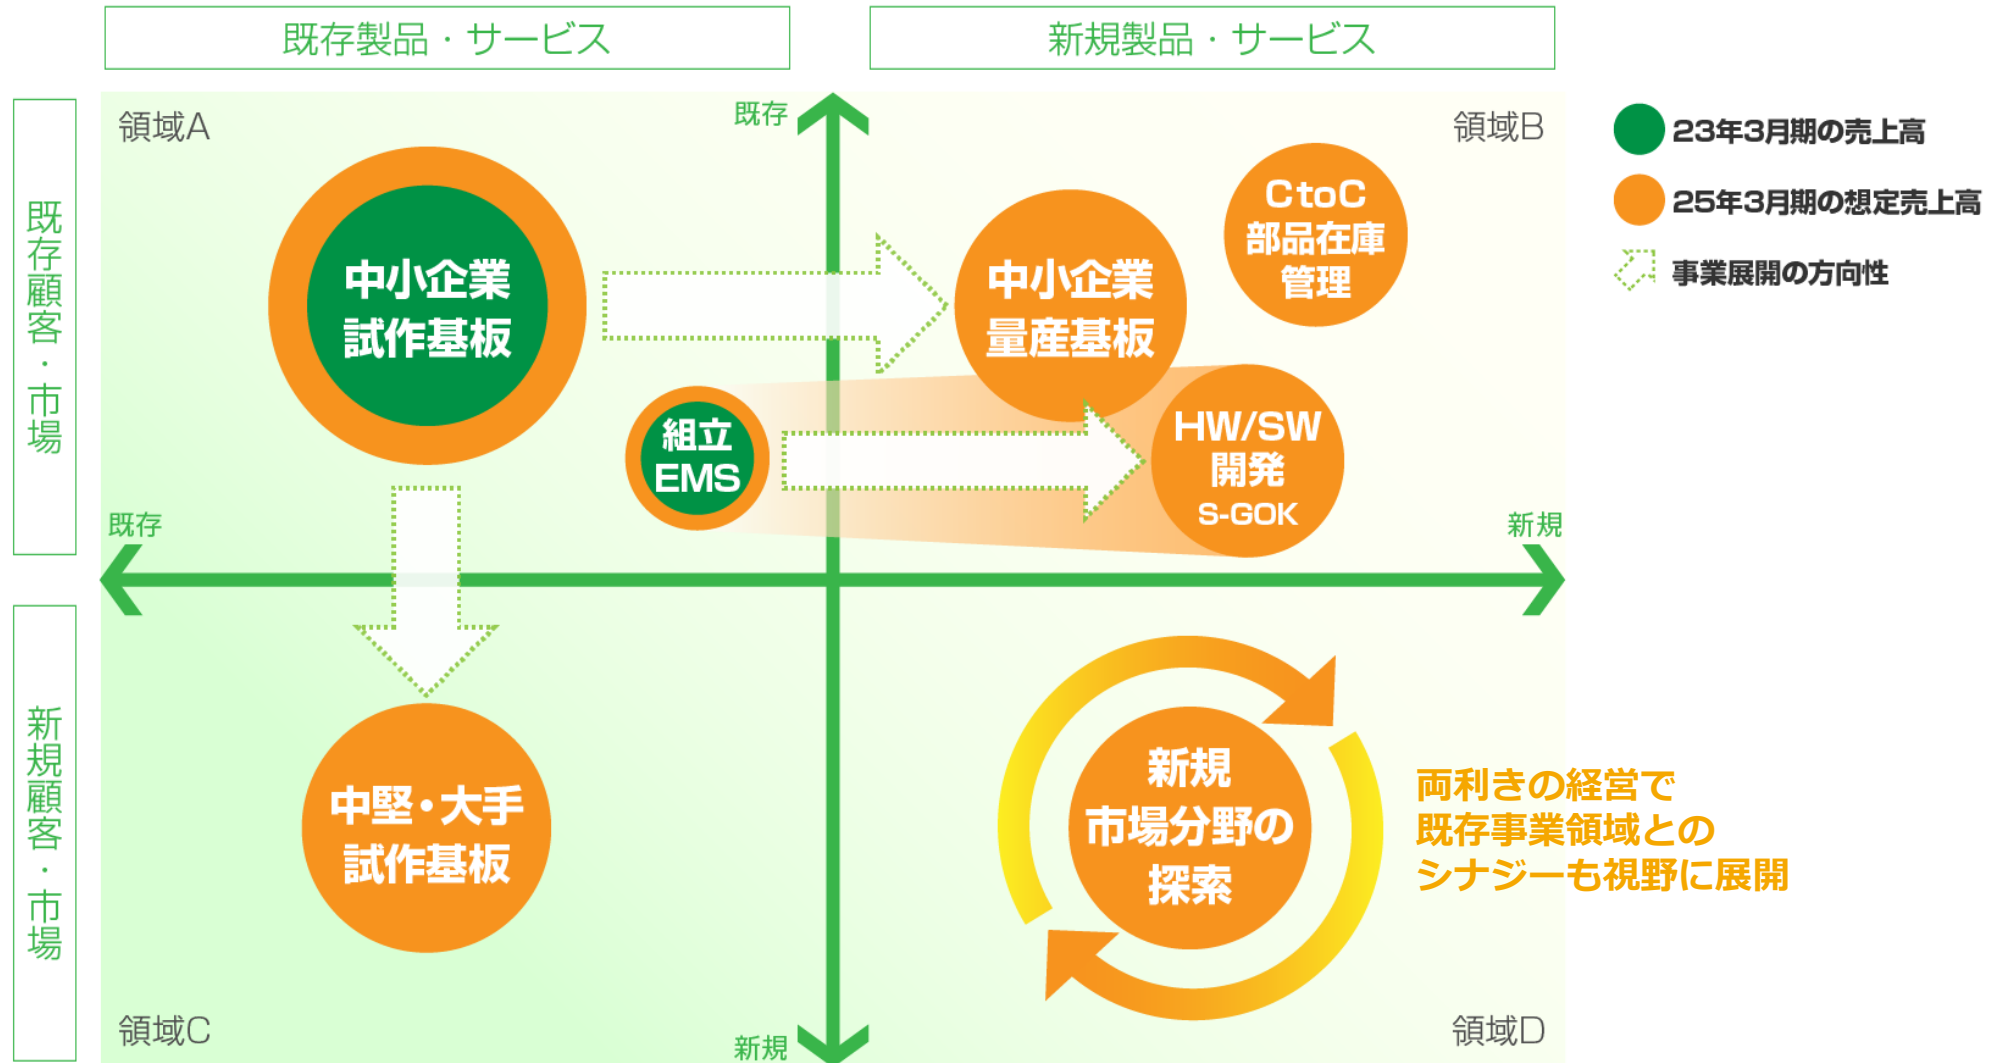 既存製品・サービス
新規製品・サービス
既存顧客・市場
新規顧客・市場
領域A
既存
領域B
中小企業
試作基板
中小企業
量産基板
CtoC
部品在庫
管理
組立
EMS
HW/SW
開発
S-GOK
既存
新規
中堅・大手
試作基板
新規
市場分野の
探索
両利きの経営で
既存事業領域との
シナジーも視野に展開
領域C
新規
領域D
23年3月期の売上高
25年3月期の想定売上高
事業展開の方向性